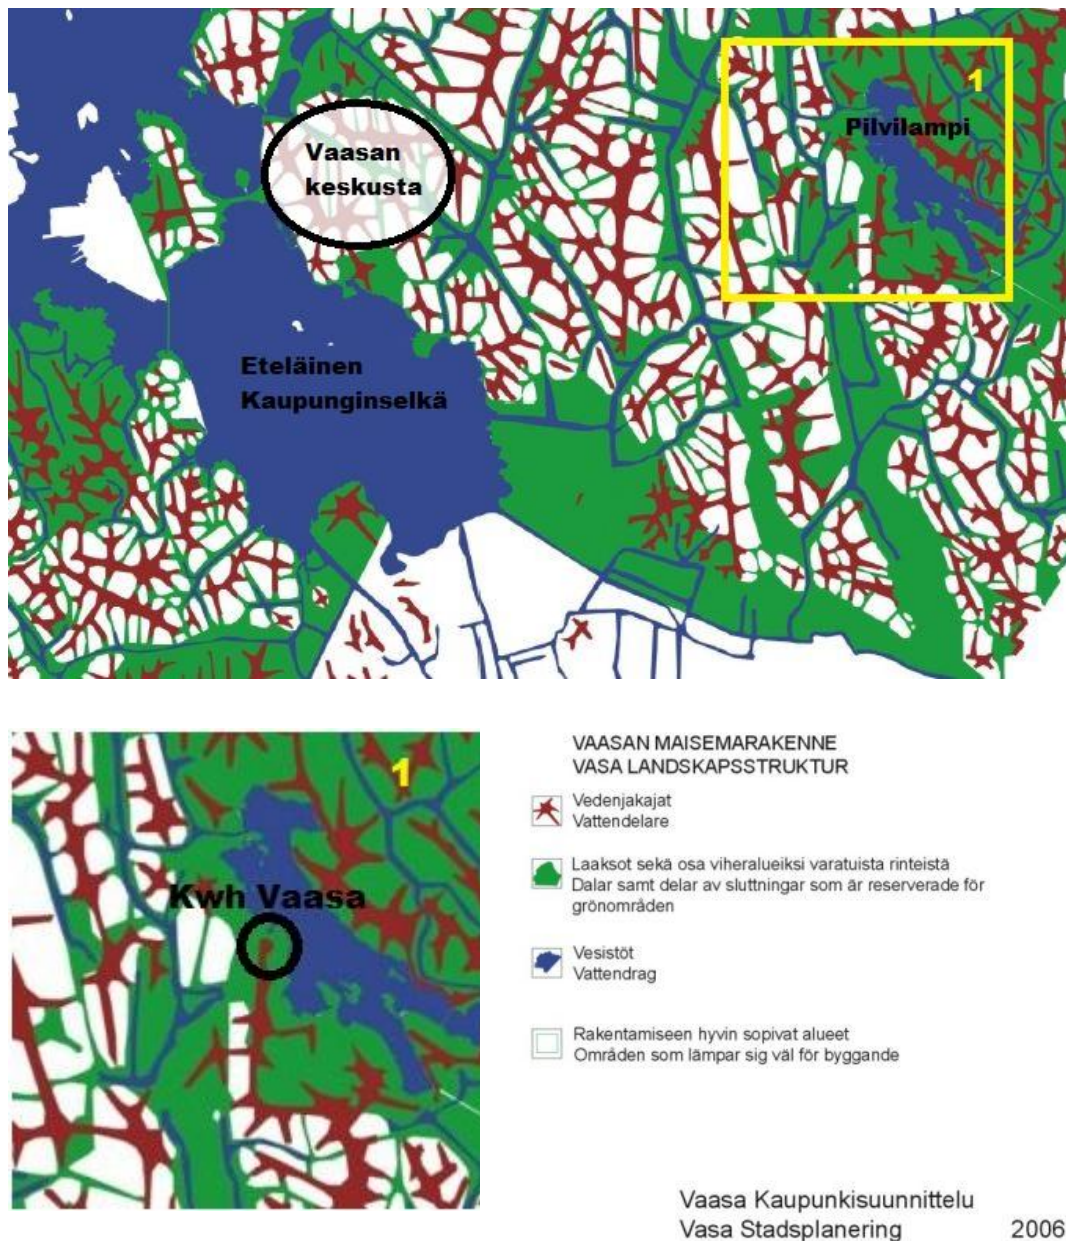 1
Pilvilampi
Vaasan
keskusta
Eteläinen
Kaupunginselkä
1
Kwh Vaasa
VAASAN MAISEMARAKENNE
VASA LANDSKAPSSTRUKTUR
Vedenjakajat
Vattendelare
Laaksot sekä osa viheralueiksi varatuista rinteistä
Dalar samt delar av sluttningar som är reserverade för
grönområden
Vesistöt
Vattendrag
Rakentamiseen hyvin sopivat alueet
Områden som lämpar sig väl för byggande
Vaasa Kaupunkisuunnittelu
Vasa Stadsplanering 2006